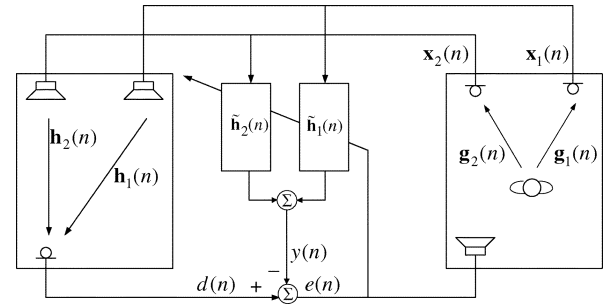 x₂(n)
x₁(n)
h₂(n)
h₁(n)
h̃₂(n)
h̃₁(n)
g₂(n)
g₁(n)
Σ
y(n)
−
d(n)
+
Σ
e(n)